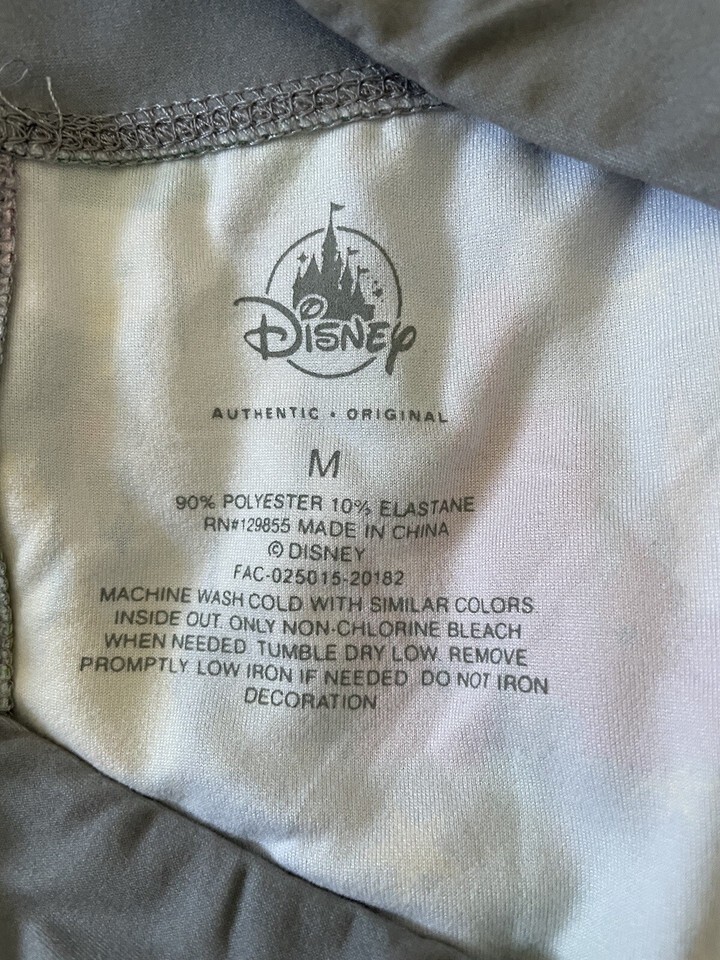 Disney
AUTHENTIC • ORIGINAL
M
90% POLYESTER 10% ELASTANE
RN#129855 MADE IN CHINA
© DISNEY
FAC-025015-20182
MACHINE WASH COLD WITH SIMILAR COLORS
INSIDE OUT. ONLY NON-CHLORINE BLEACH
WHEN NEEDED. TUMBLE DRY LOW. REMOVE
PROMPTLY LOW IRON IF NEEDED. DO NOT IRON
DECORATION